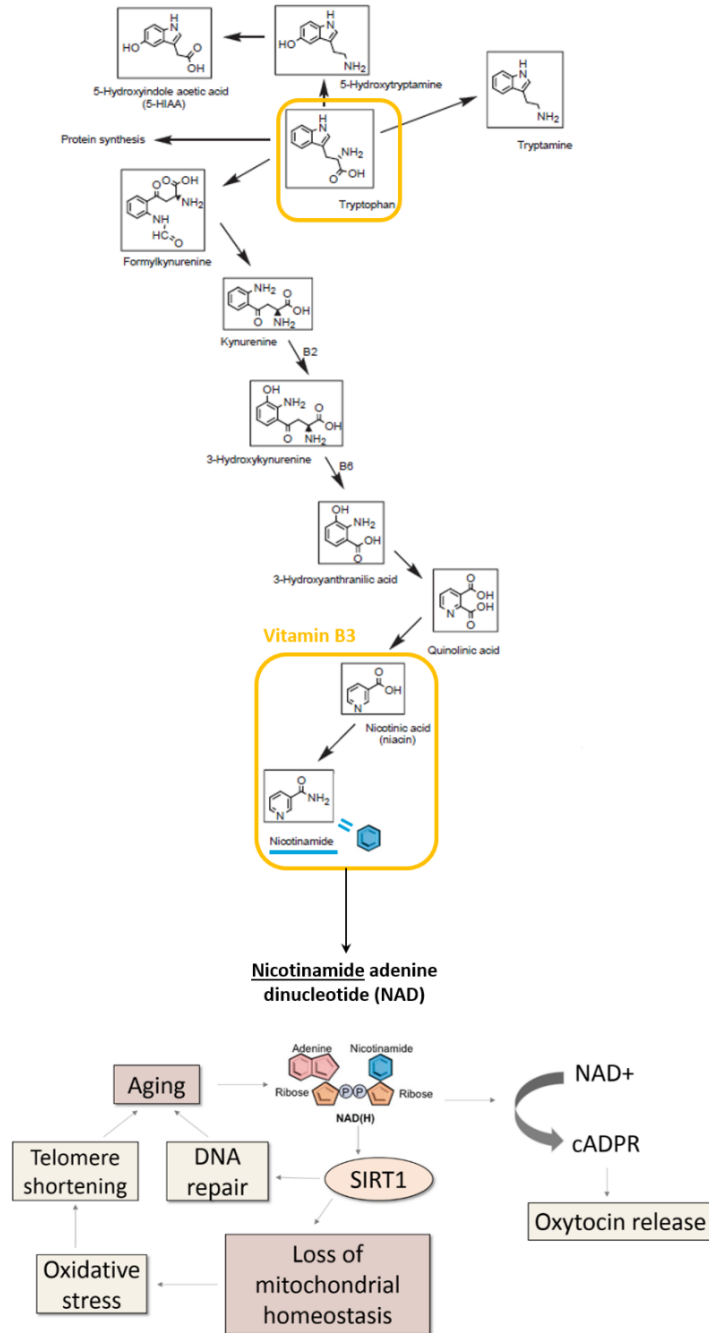 5-Hydroxyindole acetic acid
(5-HIAA)
5-Hydroxytryptamine
Protein synthesis
Tryptamine
Tryptophan
Formylkynurenine
Kynurenine
B2
3-Hydroxykynurenine
B6
3-Hydroxyanthranilic acid
Quinolinic acid
Vitamin B3
Nicotinic acid
(niacin)
Nicotinamide
Nicotinamide adenine
dinucleotide (NAD)
Adenine
Nicotinamide
Ribose
P P
Ribose
NAD(H)
Aging
NAD+
cADPR
Oxytocin release
Telomere
shortening
DNA
repair
SIRT1
Oxidative
stress
Loss of
mitochondrial
homeostasis